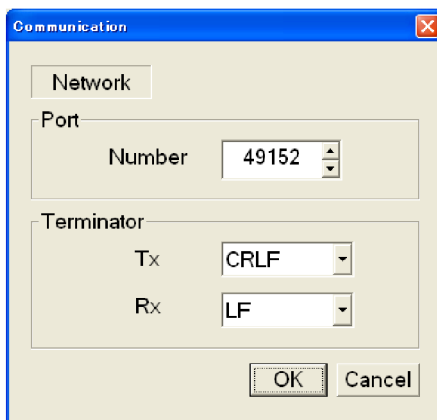 Communication
Network
Port
Number 49152
Terminator
Tx CRLF
Rx LF
OK Cancel